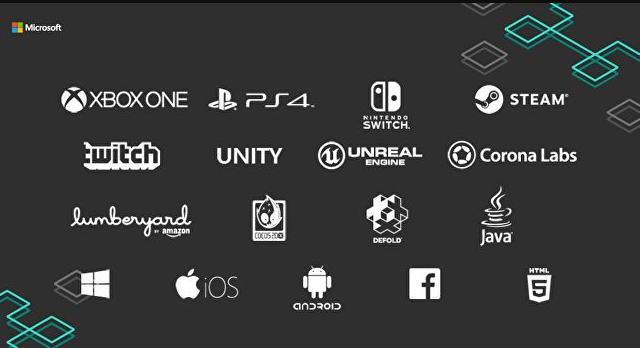 Microsoft
XBOX ONE
PS4
NINTENDO
SWITCH
STEAM
twitch
UNITY
UNREAL
ENGINE
Corona Labs
lumberyard
BY amazon
COCOS2DX
DEFOLD
Java
iOS
ANDROID
f
HTML
5